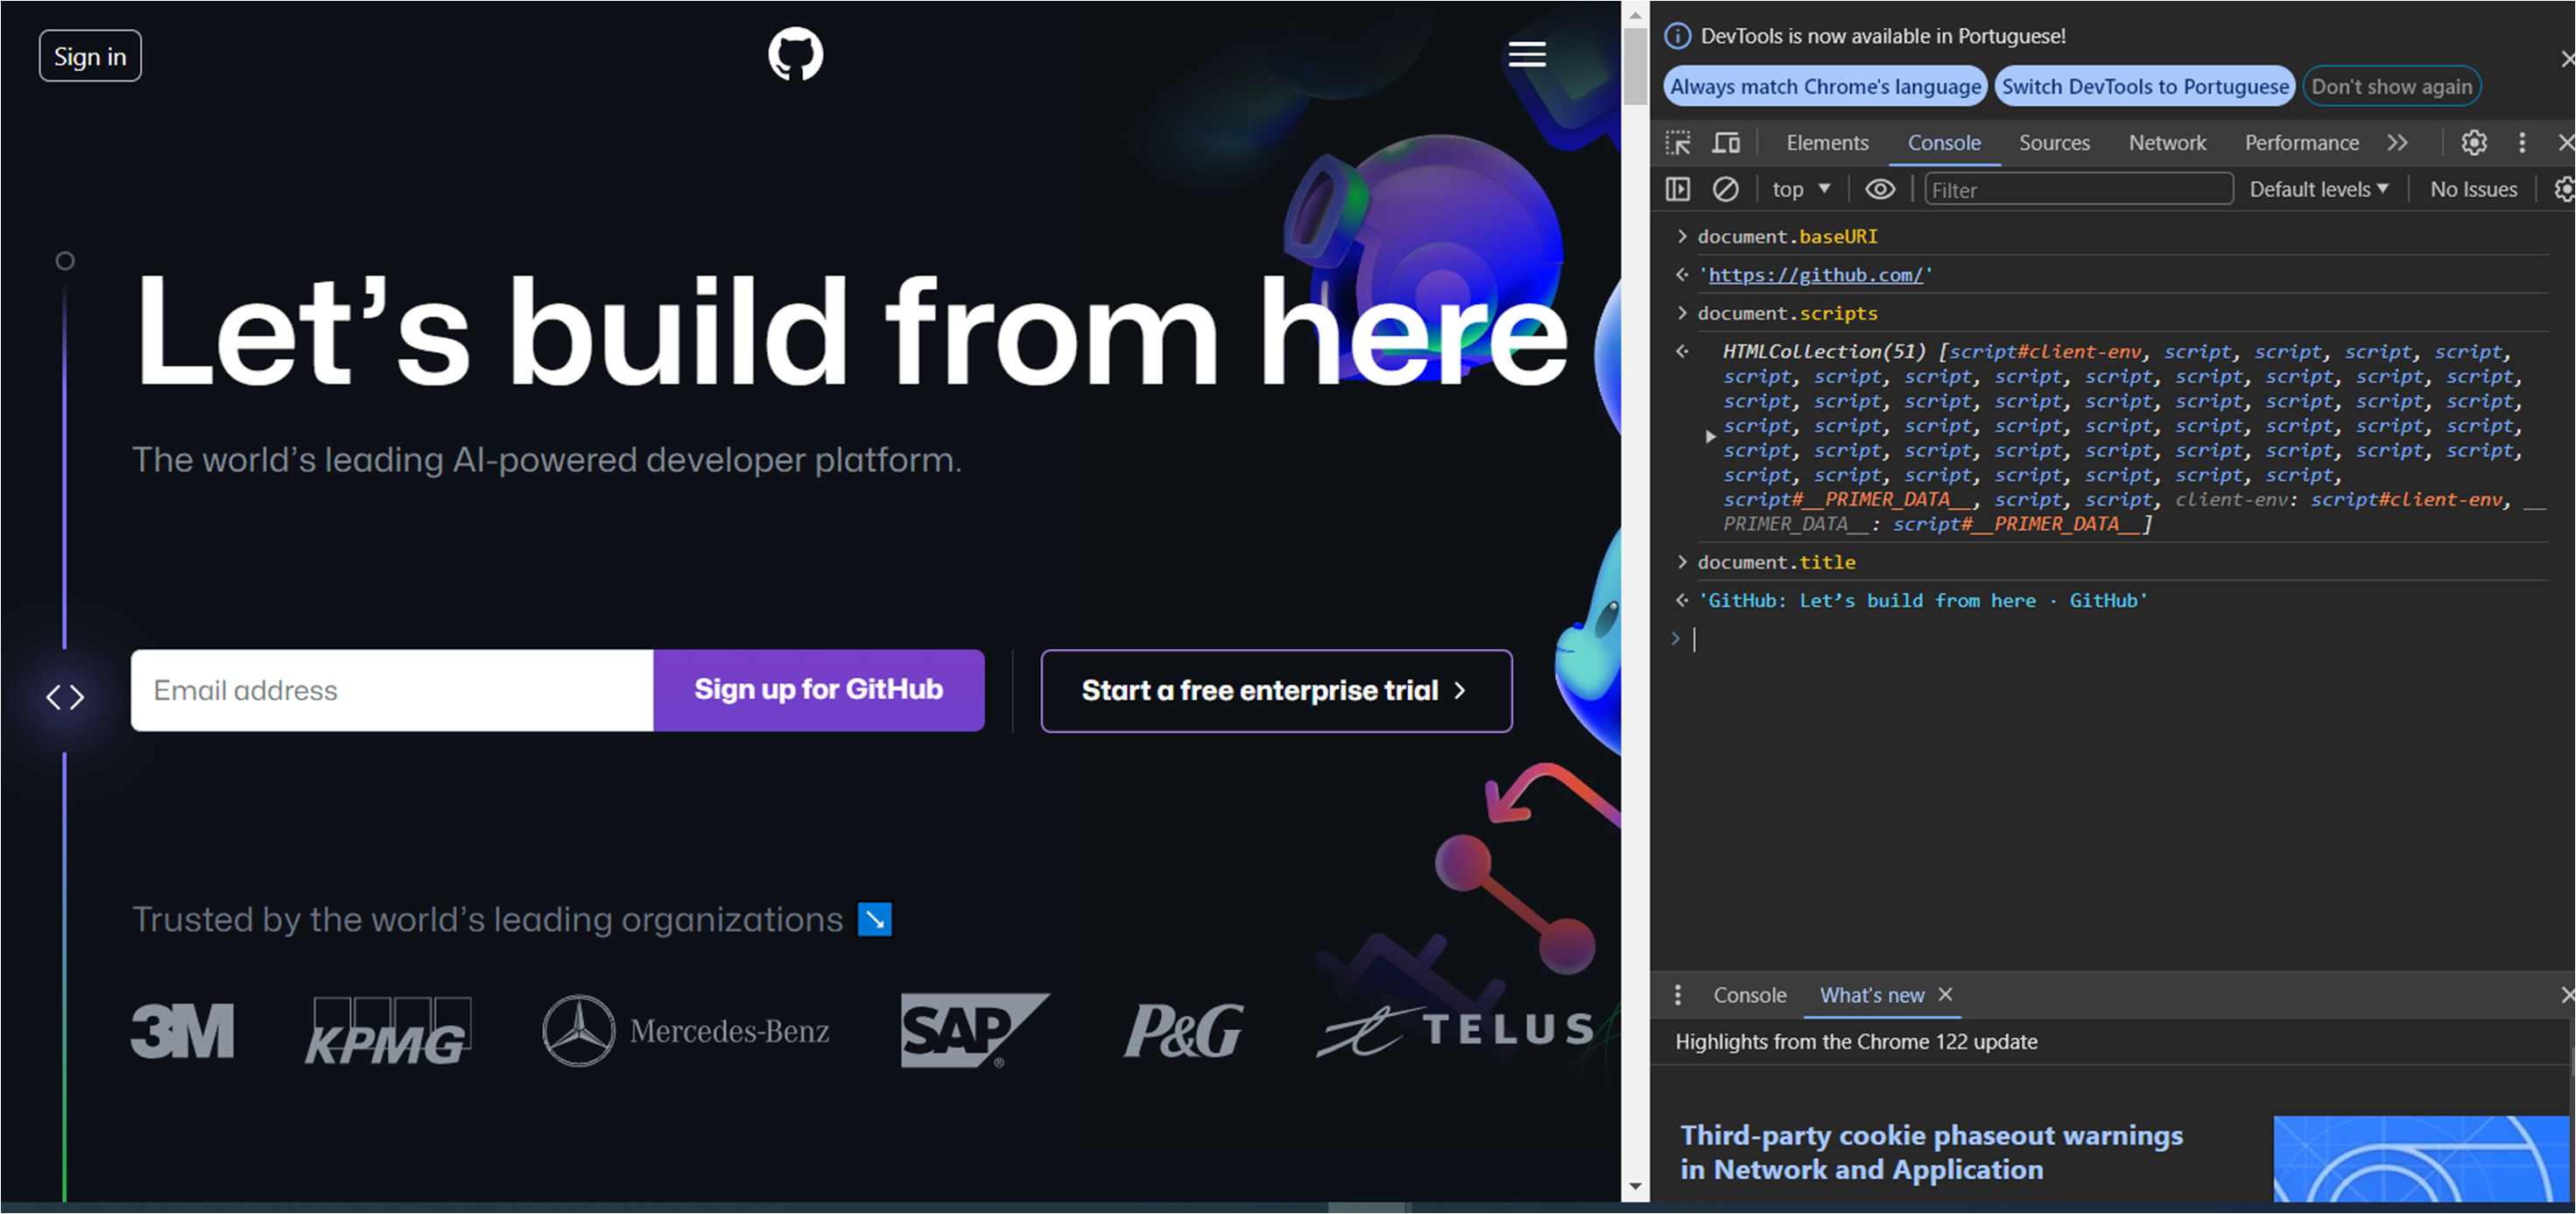 Sign in
Let’s build from here
The world’s leading AI-powered developer platform.
Email address
Sign up for GitHub
Start a free enterprise trial
Trusted by the world’s leading organizations
3M
KPMG
Mercedes-Benz
SAP®
P&G
TELUS
DevTools is now available in Portuguese!
Always match Chrome's language
Switch DevTools to Portuguese
Don't show again
Elements
Console
Sources
Network
Performance
top
Filter
Default levels
No Issues
document.baseURI
'https://github.com/'
document.scripts
HTMLCollection(51) [script#client-env, script, script, script, script,
script, script, script, script, script, script, script, script, script,
script, script, script, script, script, script, script, script, script,
script, script, script, script, script, script, script, script, script,
script, script, script, script, script, script, script, script, script,
script, script, script, script, script, script, script,
script#__PRIMER_DATA__, script, script, client-env: script#client-env, __
PRIMER_DATA__: script#__PRIMER_DATA__]
document.title
'GitHub: Let’s build from here · GitHub'
Console
What's new
Highlights from the Chrome 122 update
Third-party cookie phaseout warnings
in Network and Application